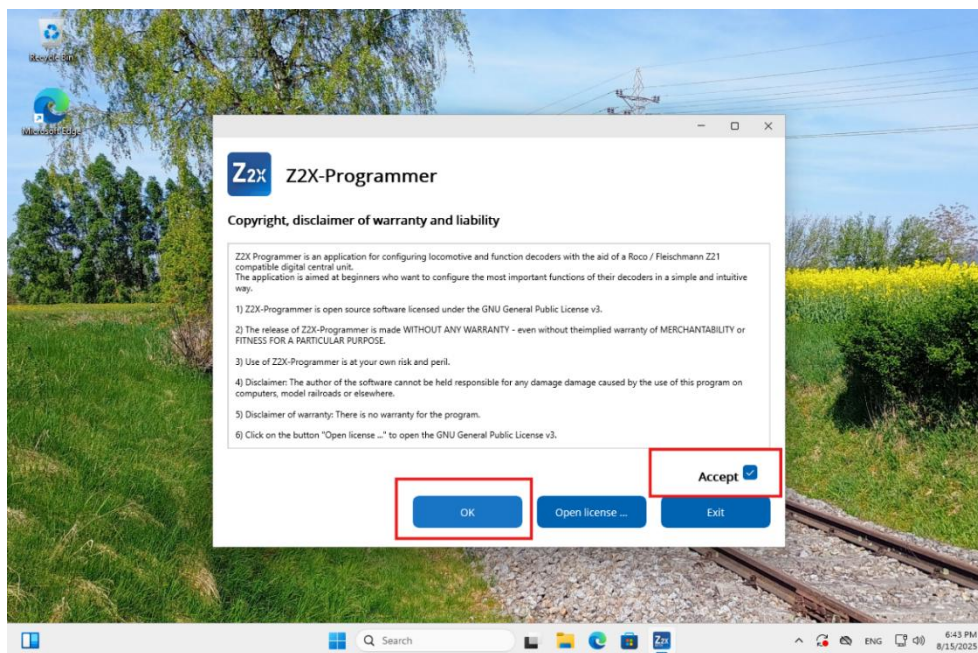 Recycle Bin
Microsoft Edge
Z2X
Z2X-Programmer
Copyright, disclaimer of warranty and liability
Z2X Programmer is an application for configuring locomotive and function decoders with the aid of a Roco / Fleischmann Z21
compatible digital central unit.
The application is aimed at beginners who want to configure the most important functions of their decoders in a simple and intuitive
way.
1) Z2X-Programmer is open source software licensed under the GNU General Public License v3.
2) The release of Z2X-Programmer is made WITHOUT ANY WARRANTY - even without theimplied warranty of MERCHANTABILITY or
FITNESS FOR A PARTICULAR PURPOSE.
3) Use of Z2X-Programmer is at your own risk and peril.
4) Disclaimer: The author of the software cannot be held responsible for any damage damage caused by the use of this program on
computers, model railroads or elsewhere.
5) Disclaimer of warranty: There is no warranty for the program.
6) Click on the button "Open license ..." to open the GNU General Public License v3.
Accept
OK
Open license ...
Exit
Search
Z2X
ENG
6:43 PM
8/15/2025